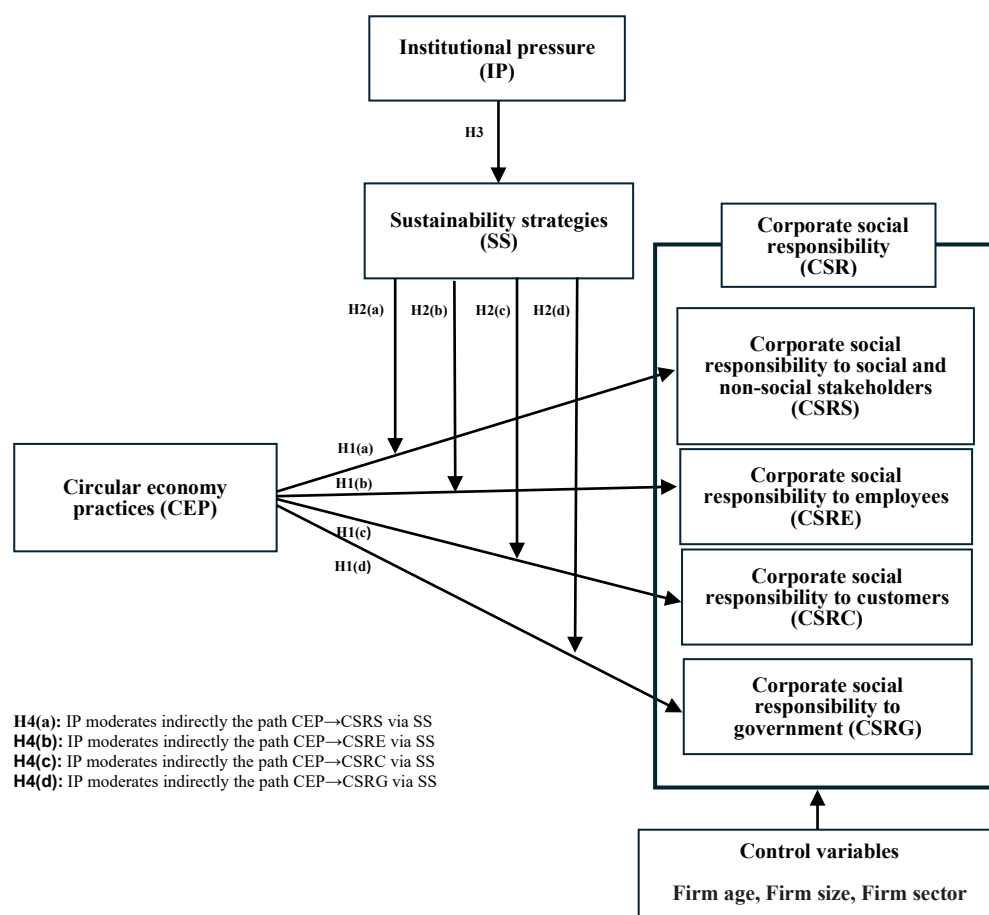 Institutional pressure
(IP)
H3
Sustainability strategies
(SS)
Corporate social
responsibility
(CSR)
H2(a)
H2(b)
H2(c)
H2(d)
Corporate social
responsibility to social and
non-social stakeholders
(CSRS)
Circular economy
practices (CEP)
H1(a)
H1(b)
H1(c)
H1(d)
Corporate social
responsibility to employees
(CSRE)
Corporate social
responsibility to customers
(CSRC)
Corporate social
responsibility to
government (CSRG)
H4(a): IP moderates indirectly the path CEP→CSRS via SS
H4(b): IP moderates indirectly the path CEP→CSRE via SS
H4(c): IP moderates indirectly the path CEP→CSRC via SS
H4(d): IP moderates indirectly the path CEP→CSRG via SS
Control variables
Firm age, Firm size, Firm sector